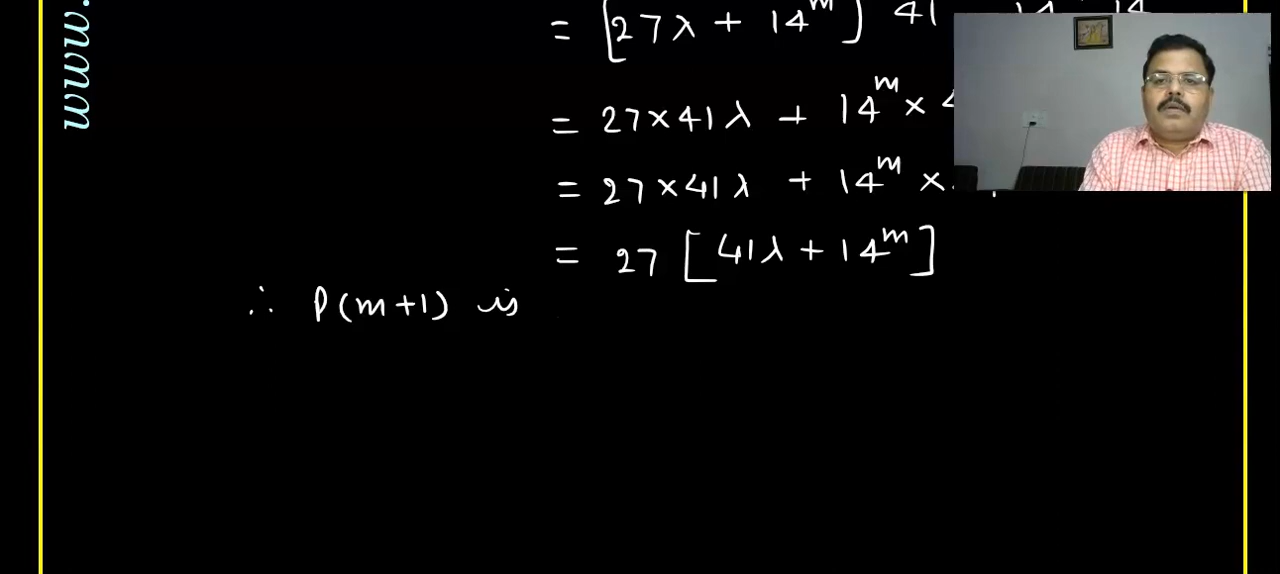 www.
= [27λ + 14^m] 41
= 27×41λ + 14^m ×
= 27×41λ + 14^m ×
= 27 [41λ + 14^m]
∴ P(m+1) is